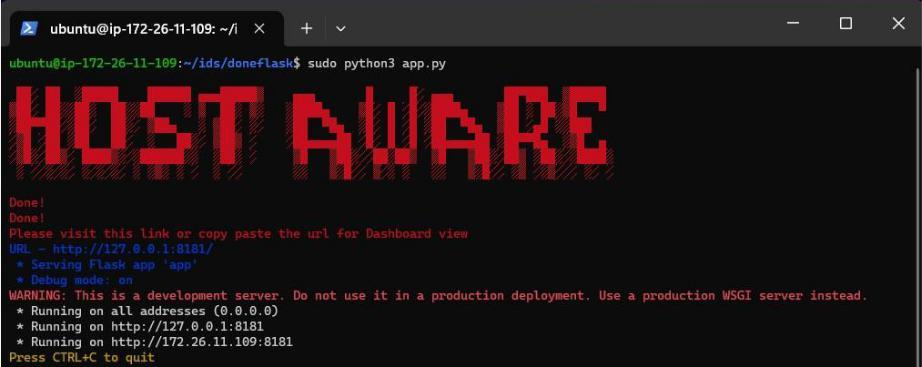 ubuntu@ip-172-26-11-109: ~/i
ubuntu@ip-172-26-11-109:~/ids/doneflask$ sudo python3 app.py
HOST AWARE
Done!
Done!
Please visit this link or copy paste the url for Dashboard view
URL - http://127.0.0.1:8181/
* Serving Flask app 'app'
* Debug mode: on
WARNING: This is a development server. Do not use it in a production deployment. Use a production WSGI server instead.
* Running on all addresses (0.0.0.0)
* Running on http://127.0.0.1:8181
* Running on http://172.26.11.109:8181
Press CTRL+C to quit